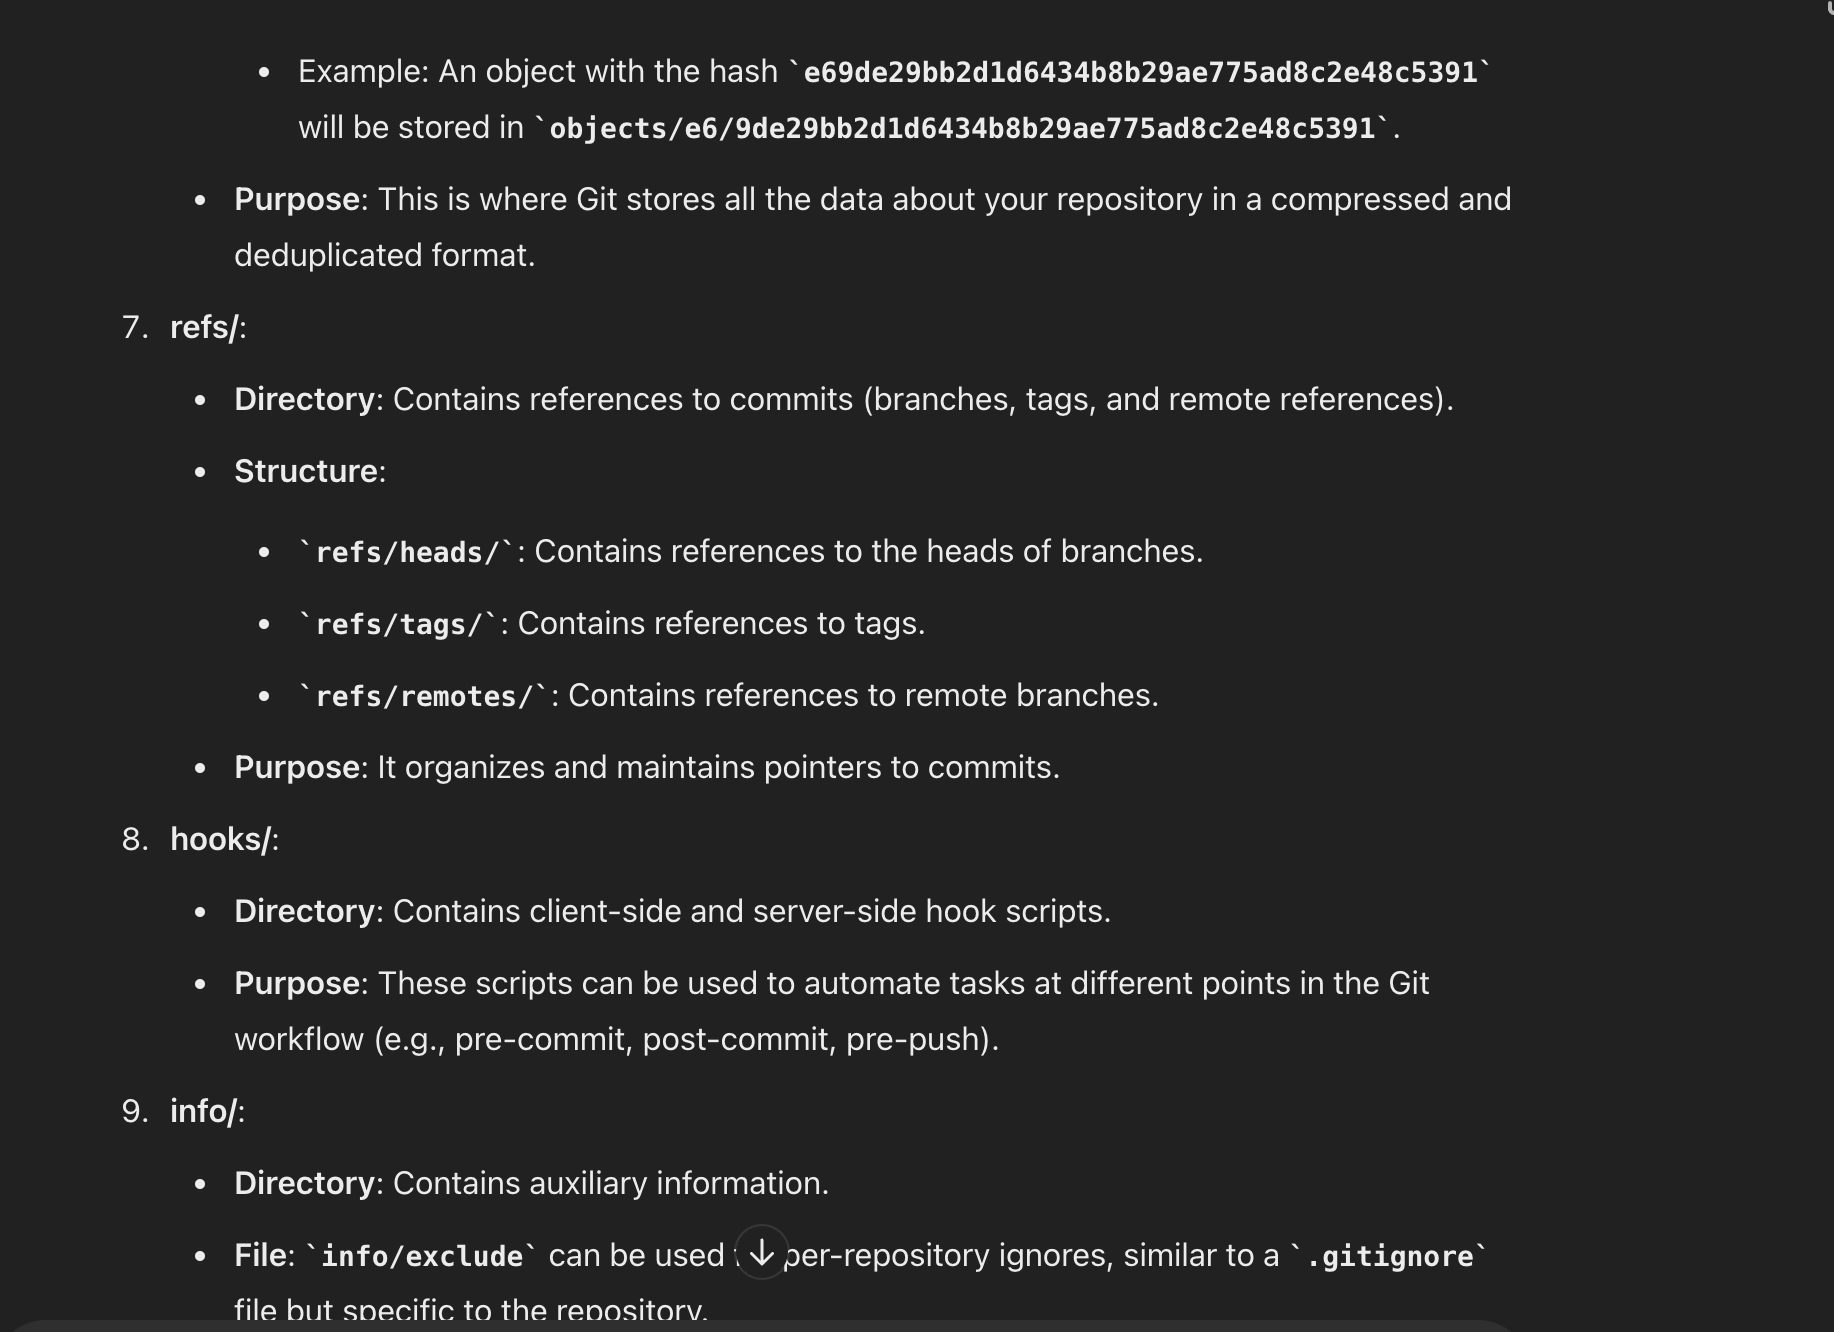 • Example: An object with the hash `e69de29bb2d1d6434b8b29ae775ad8c2e48c5391`
will be stored in `objects/e6/9de29bb2d1d6434b8b29ae775ad8c2e48c5391`.
• Purpose: This is where Git stores all the data about your repository in a compressed and
deduplicated format.
7. refs/:
• Directory: Contains references to commits (branches, tags, and remote references).
• Structure:
• `refs/heads/`: Contains references to the heads of branches.
• `refs/tags/`: Contains references to tags.
• `refs/remotes/`: Contains references to remote branches.
• Purpose: It organizes and maintains pointers to commits.
8. hooks/:
• Directory: Contains client-side and server-side hook scripts.
• Purpose: These scripts can be used to automate tasks at different points in the Git
workflow (e.g., pre-commit, post-commit, pre-push).
9. info/:
• Directory: Contains auxiliary information.
• File: `info/exclude` can be used per-repository ignores, similar to a `.gitignore`
file but specific to the repository.